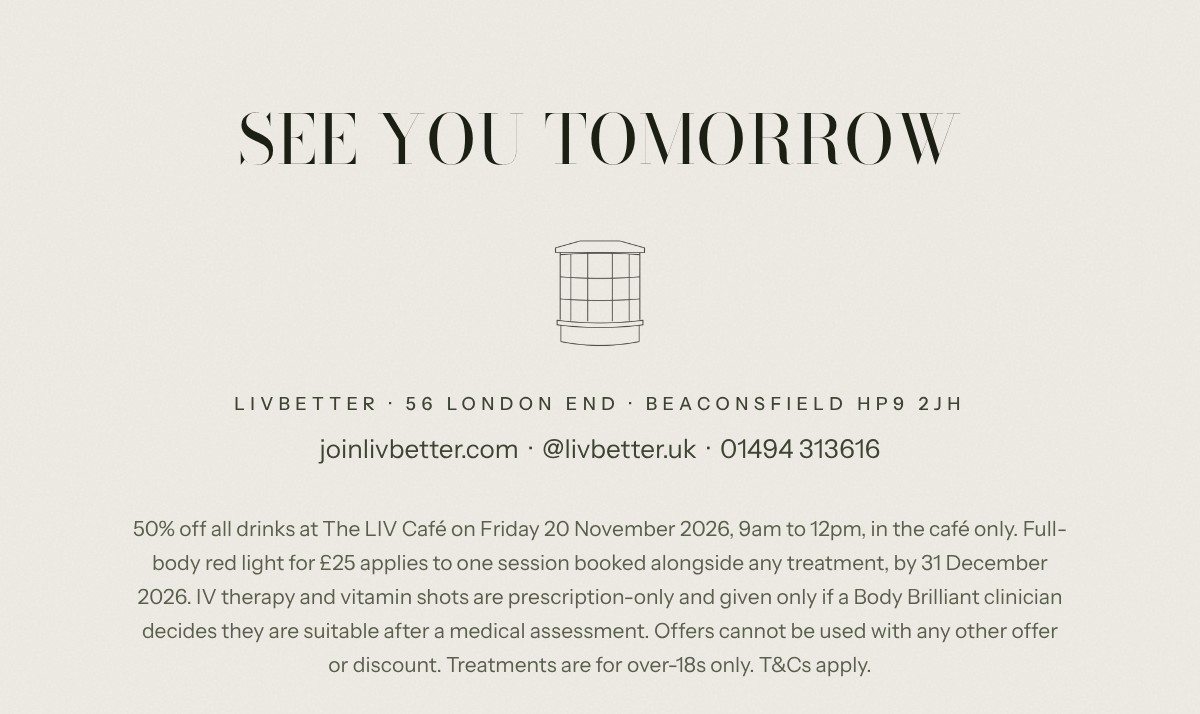 SEE YOU TOMORROW
LIVBETTER · 56 LONDON END · BEACONSFIELD HP9 2JH
joinlivbetter.com · @livbetter.uk · 01494 313616
50% off all drinks at The LIV Café on Friday 20 November 2026, 9am to 12pm, in the café only. Full-
body red light for £25 applies to one session booked alongside any treatment, by 31 December
2026. IV therapy and vitamin shots are prescription-only and given only if a Body Brilliant clinician
decides they are suitable after a medical assessment. Offers cannot be used with any other offer
or discount. Treatments are for over-18s only. T&Cs apply.